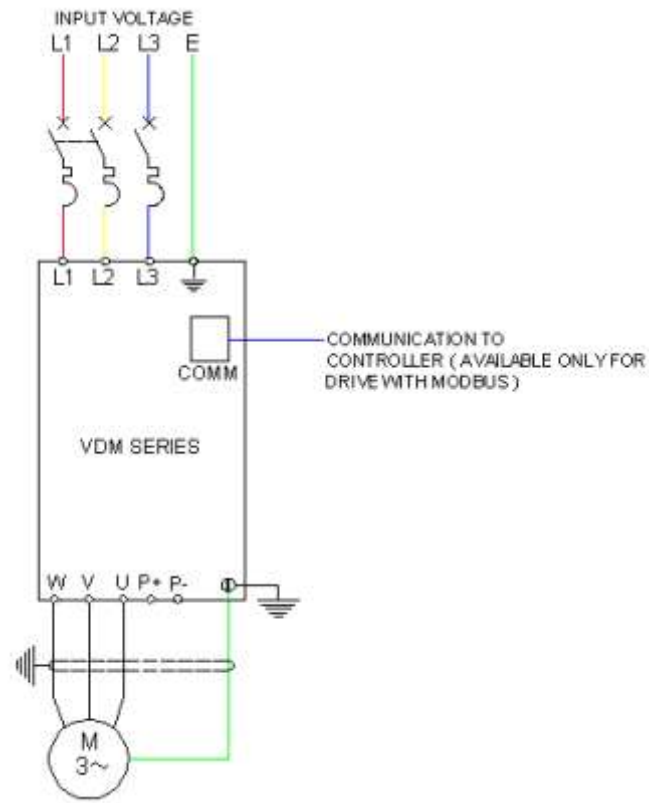 INPUT VOLTAGE
L1 L2 L3 E
L1 L2 L3
COMM
COMMUNICATION TO
CONTROLLER ( AVAILABLE ONLY FOR
DRIVE WITH MODBUS )
VDM SERIES
W V U P+ P-
M
3~